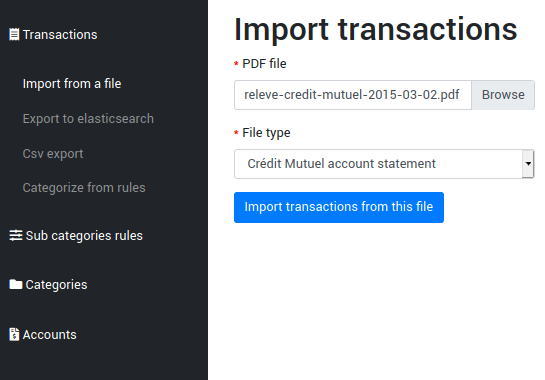 Transactions
Import from a file
Export to elasticsearch
Csv export
Categorize from rules
Sub categories rules
Categories
Accounts
Import transactions
* PDF file
releve-credit-mutuel-2015-03-02.pdf Browse
* File type
Crédit Mutuel account statement
Import transactions from this file